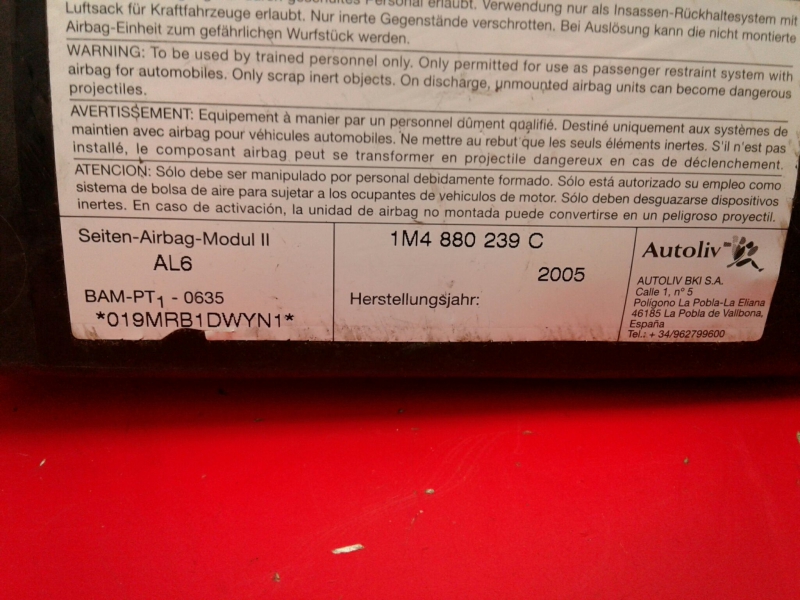 Personal erlaubt. Verwendung nur als Insassen-Rückhaltesystem mit
Luftsack für Kraftfahrzeuge erlaubt. Nur inerte Gegenstände verschrotten. Bei Auslösung kann die nicht montierte
Airbag-Einheit zum gefährlichen Wurfstück werden.
WARNING: To be used by trained personnel only. Only permitted for use as passenger restraint system with
airbag for automobiles. Only scrap inert objects. On discharge, unmounted airbag units can become dangerous
projectiles.
AVERTISSEMENT: Equipement à manier par un personnel dûment qualifié. Destiné uniquement aux systèmes de
maintien avec airbag pour véhicules automobiles. Ne mettre au rebut que les seuls éléments inertes. S'il n'est pas
installé, le composant airbag peut se transformer en projectile dangereux en cas de déclenchement.
ATENCION: Sólo debe ser manipulado por personal debidamente formado. Sólo está autorizado su empleo como
sistema de bolsa de aire para sujetar a los ocupantes de vehiculos de motor. Sólo deben desguazarse dispositivos
inertes. En caso de activación, la unidad de airbag no montada puede convertirse en un peligroso proyectil.
Seiten-Airbag-Modul II
AL6
BAM-PT1 - 0635
*019MRB1DWYN1*
1M4 880 239 C
2005
Herstellungsjahr:
Autoliv
AUTOLIV BKI S.A.
Calle 1, nº 5
Poligono La Pobla-La Eliana
46185 La Pobla de Vallbona,
España
Tel.: + 34/962799600